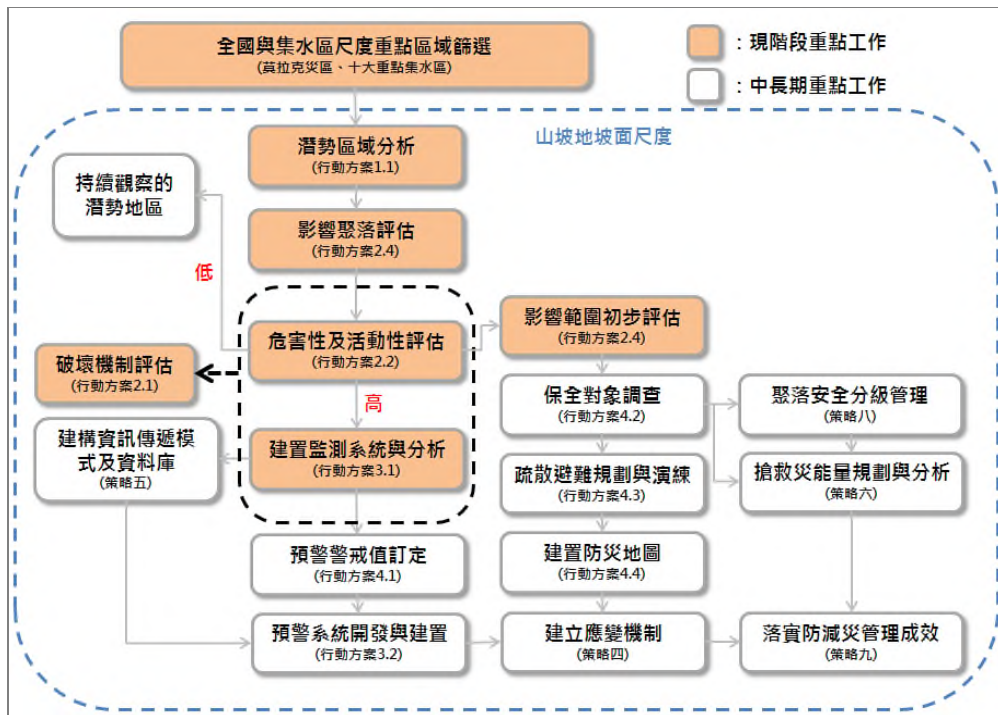 全國與集水區尺度重點區域篩選
(莫拉克災區、十大重點集水區)
：現階段重點工作
：中長期重點工作
山坡地坡面尺度
潛勢區域分析
(行動方案1.1)
持續觀察的
潛勢地區
影響聚落評估
(行動方案2.4)
低
危害性及活動性評估
(行動方案2.2)
影響範圍初步評估
(行動方案2.4)
破壞機制評估
(行動方案2.1)
高
保全對象調查
(行動方案4.2)
聚落安全分級管理
(策略八)
建構資訊傳遞模
式及資料庫
(策略五)
建置監測系統與分析
(行動方案3.1)
疏散避難規劃與演練
(行動方案4.3)
搶救災能量規劃與分析
(策略六)
預警警戒值訂定
(行動方案4.1)
建置防災地圖
(行動方案4.4)
預警系統開發與建置
(行動方案3.2)
建立應變機制
(策略四)
落實防減災管理成效
(策略九)